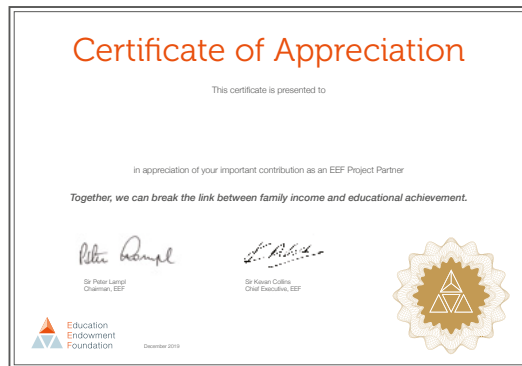 Certificate of Appreciation
This certificate is presented to
in appreciation of your important contribution as an EEF Project Partner
Together, we can break the link between family income and educational achievement.
Peter Lampl
Sir Peter Lampl
Chairman, EEF
Sir Kevan Collins
Chief Executive, EEF
Education
Endowment
Foundation
December 2019